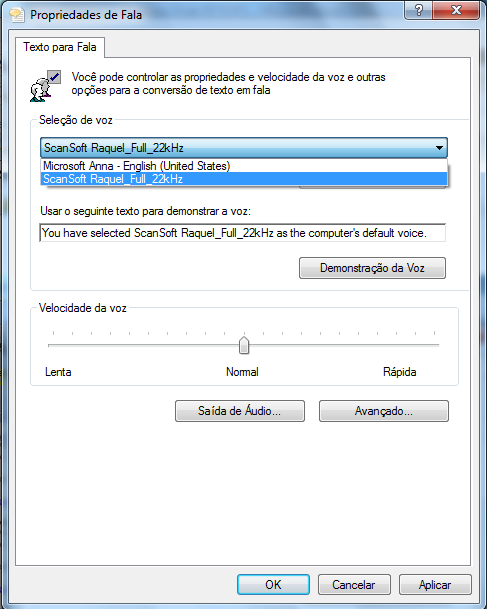 Propriedades de Fala
Texto para Fala
Você pode controlar as propriedades e velocidade da voz e outras
opções para a conversão de texto em fala
Seleção de voz
ScanSoft Raquel_Full_22kHz
Microsoft Anna - English (United States)
ScanSoft Raquel_Full_22kHz
Usar o seguinte texto para demonstrar a voz:
You have selected ScanSoft Raquel_Full_22kHz as the computer's default voice.
Demonstração da Voz
Velocidade da voz
Lenta Normal Rápida
Saída de Áudio... Avançado...
OK Cancelar Aplicar